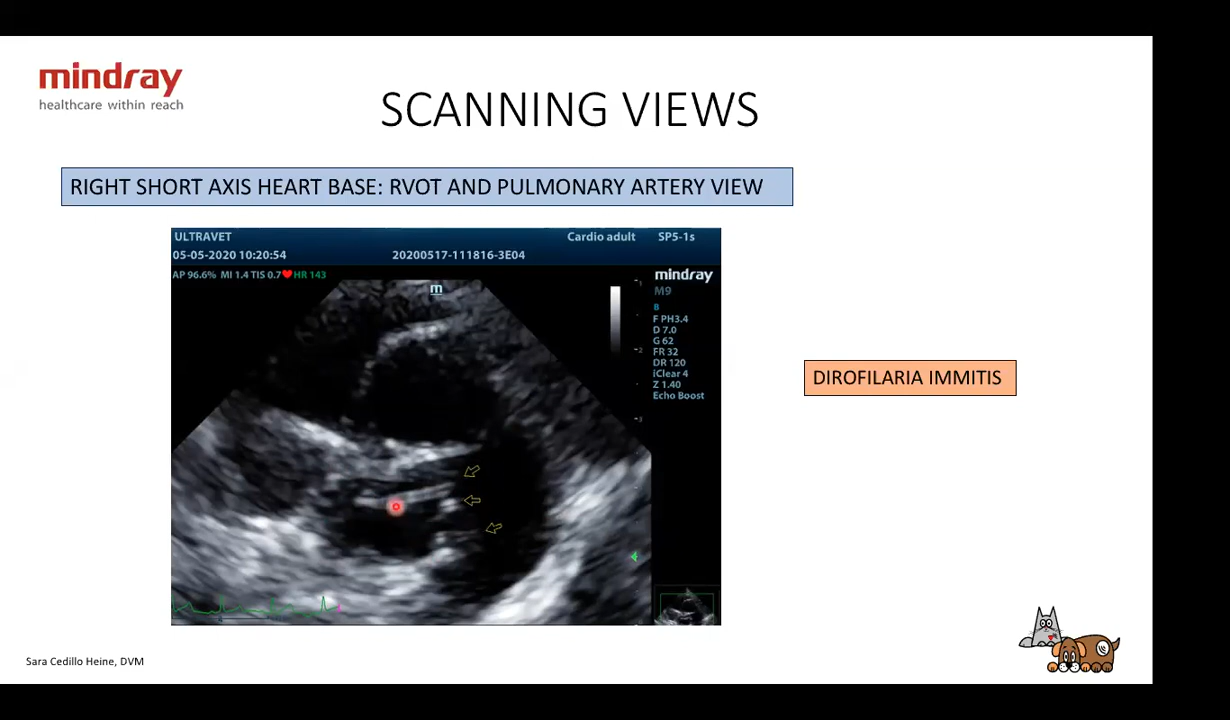 mindray
healthcare within reach
SCANNING VIEWS
RIGHT SHORT AXIS HEART BASE: RVOT AND PULMONARY ARTERY VIEW
ULTRAVET
Cardio adult SP5-1s
05-05-2020 10:20:54 20200517-111816-3E04
AP 96.6% MI 1.4 TIS 0.7 HR 143
m
mindray
M9
B
F PH3.4
D 7.0
G 62
FR 32
DR 120
iClear 4
Z 1.40
Echo Boost
1
2
3
DIROFILARIA IMMITIS
Sara Cedillo Heine, DVM